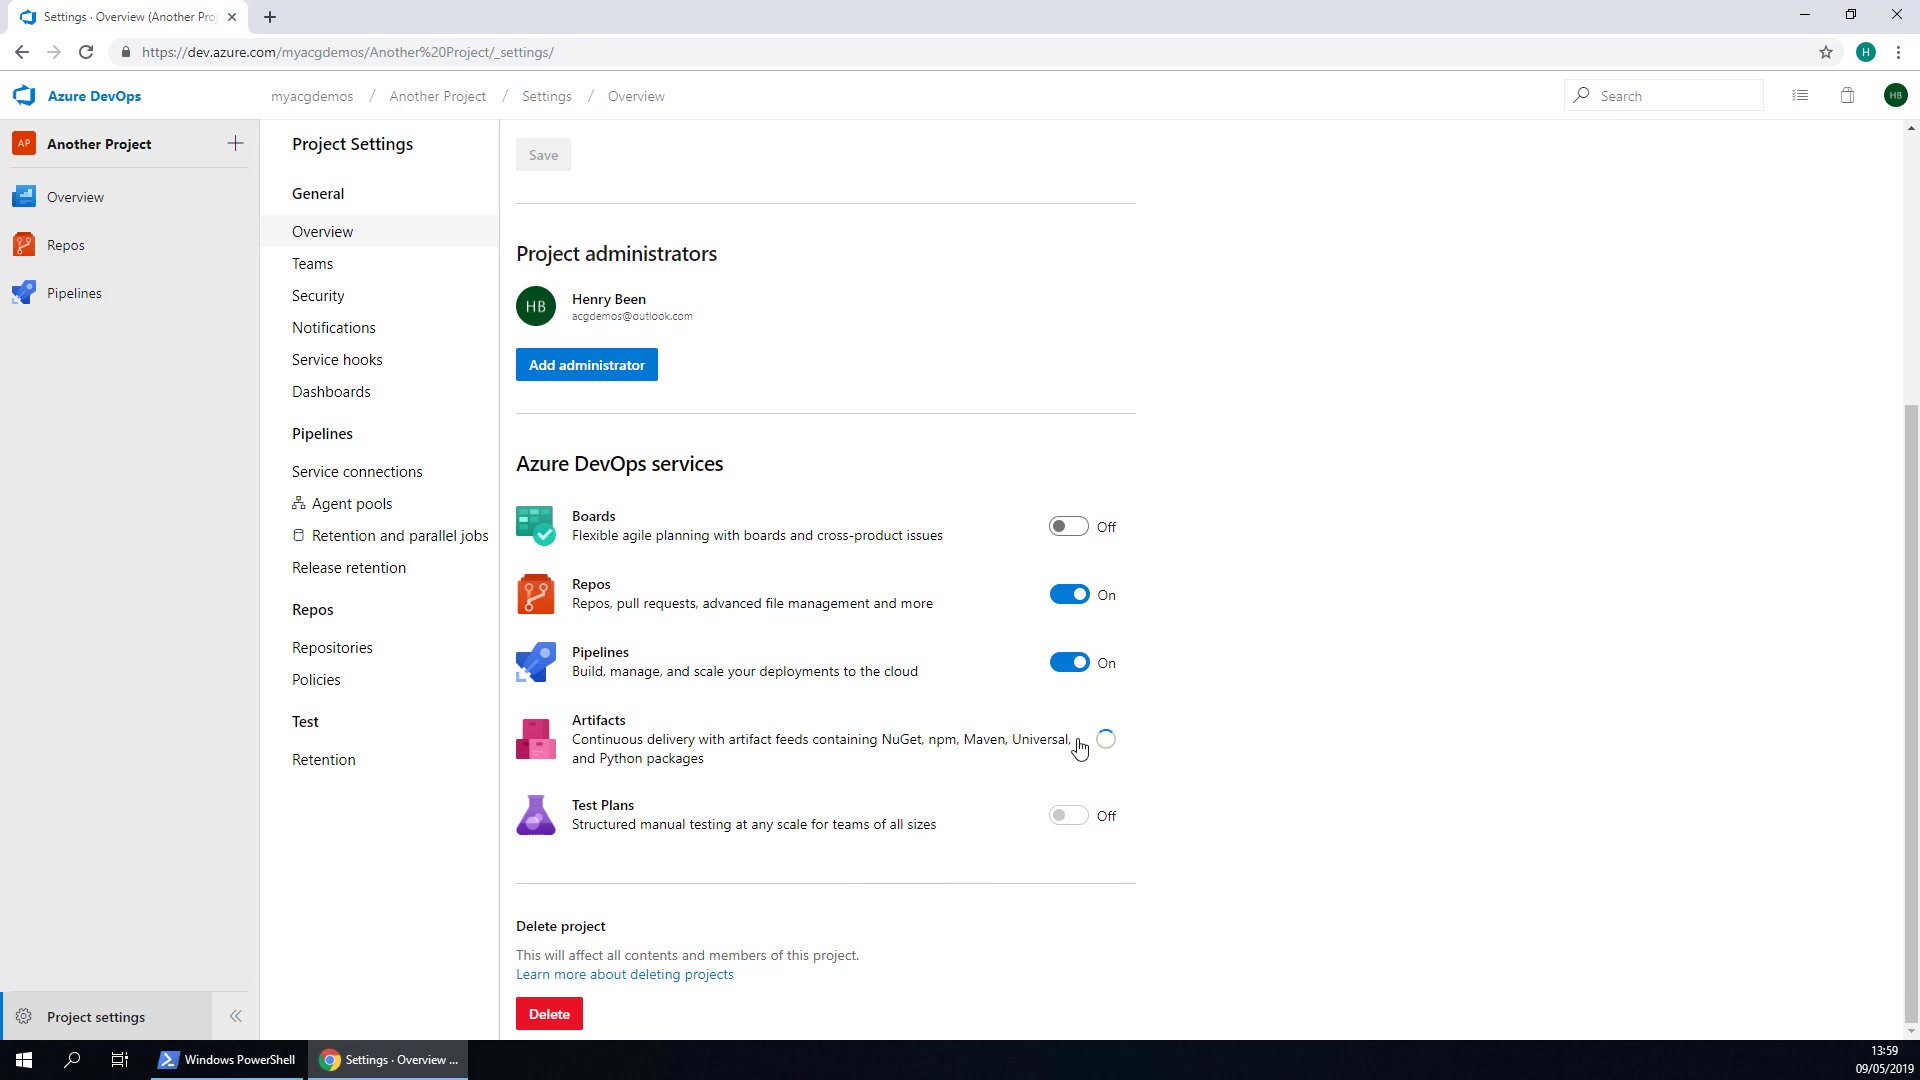 Settings · Overview (Another Pro
https://dev.azure.com/myacgdemos/Another%20Project/_settings/
H
Azure DevOps
myacgdemos / Another Project / Settings / Overview
Search
HB
AP
Another Project
Overview
Repos
Pipelines
Project settings
Project Settings
General
Overview
Teams
Security
Notifications
Service hooks
Dashboards
Pipelines
Service connections
Agent pools
Retention and parallel jobs
Release retention
Repos
Repositories
Policies
Test
Retention
Save
Project administrators
HB
Henry Been
acgdemos@outlook.com
Add administrator
Azure DevOps services
Boards
Flexible agile planning with boards and cross-product issues
Off
Repos
Repos, pull requests, advanced file management and more
On
Pipelines
Build, manage, and scale your deployments to the cloud
On
Artifacts
Continuous delivery with artifact feeds containing NuGet, npm, Maven, Universal,
and Python packages
Test Plans
Structured manual testing at any scale for teams of all sizes
Off
Delete project
This will affect all contents and members of this project.
Learn more about deleting projects
Delete
Windows PowerShell
Settings · Overview ...
13:59
09/05/2019